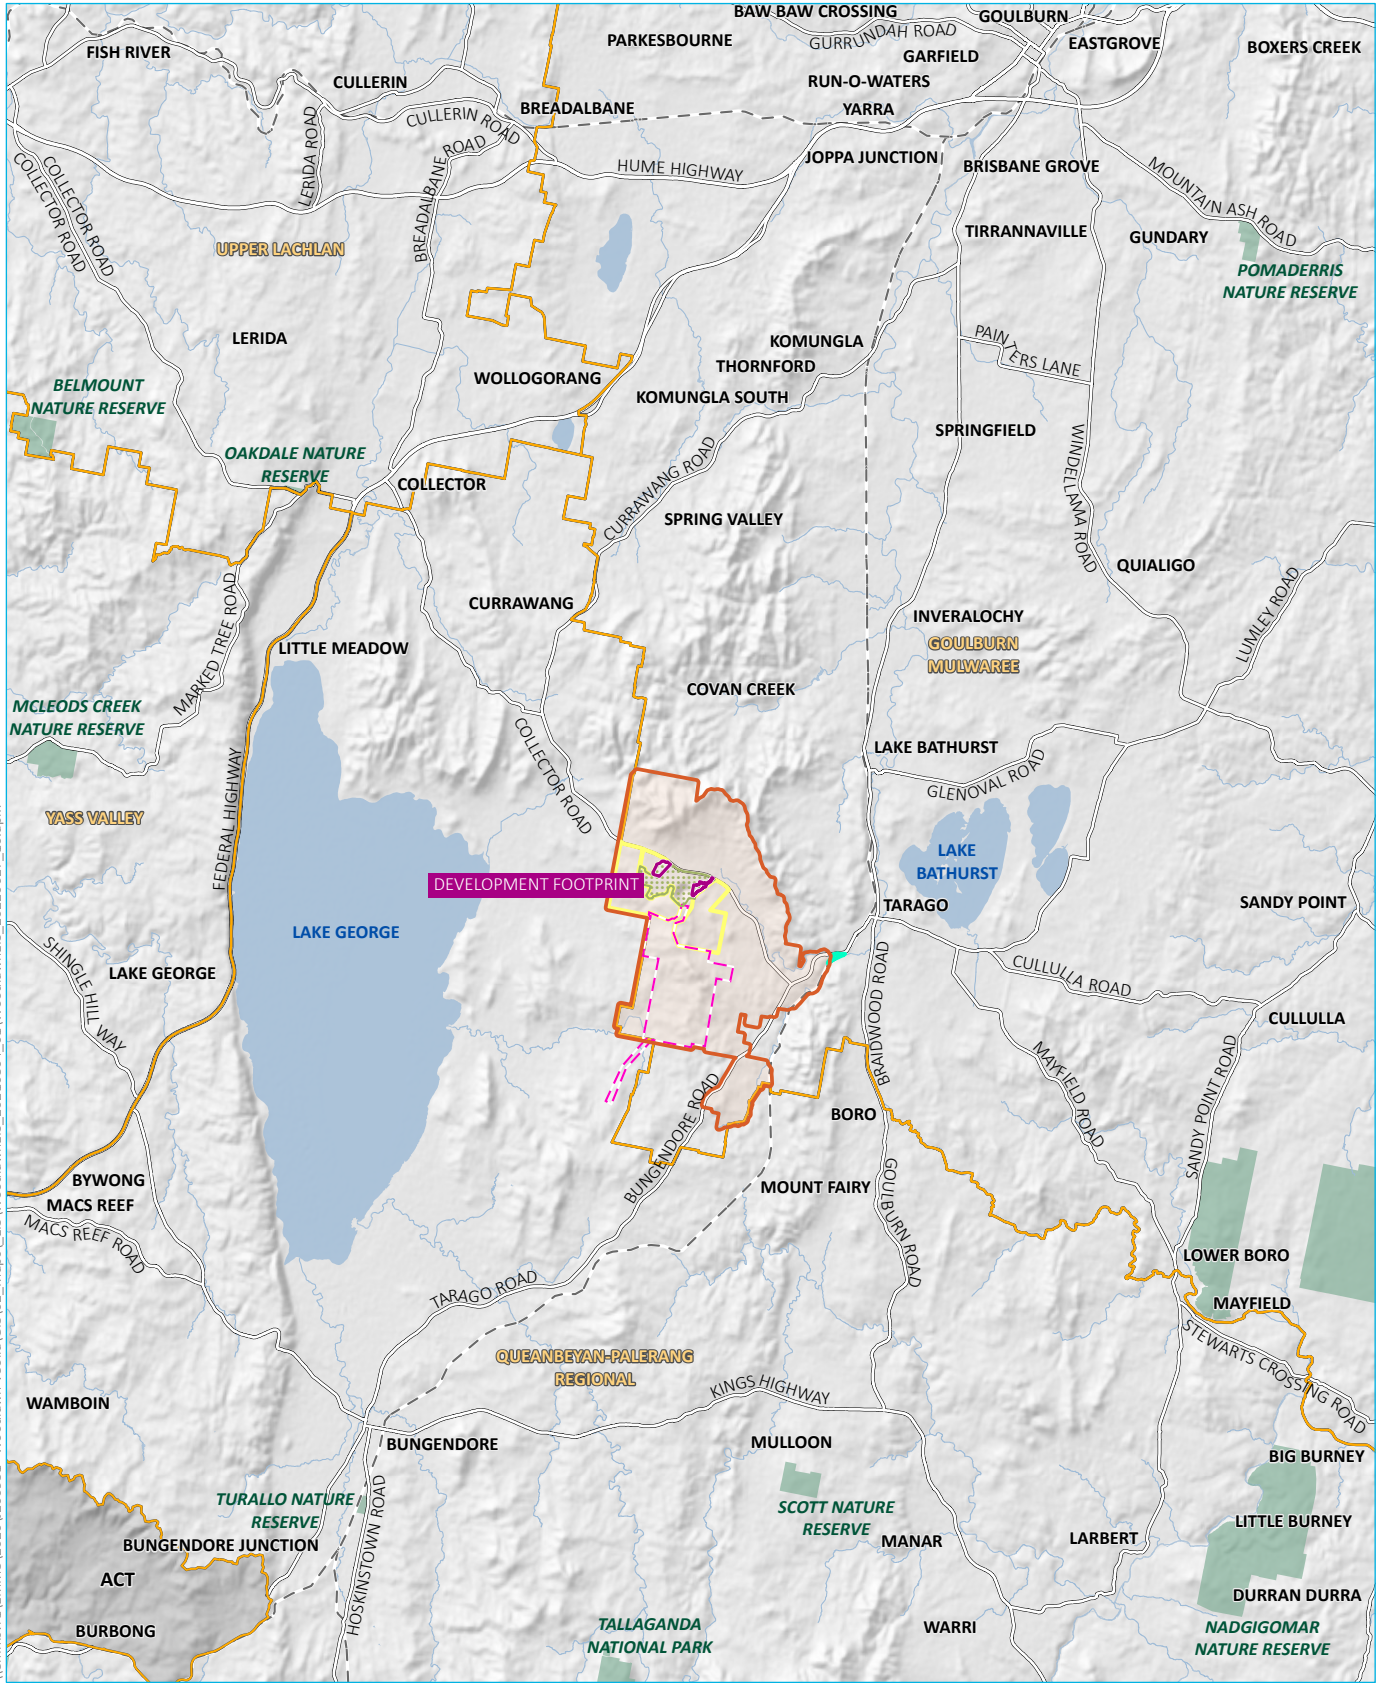 BAW BAW CROSSING
GOULBURN
PARKESBOURNE
GURRUNDAH ROAD
EASTGROVE
BOXERS CREEK
FISH RIVER
GARFIELD
CULLERIN
RUN-O-WATERS
BREADALBANE
YARRA
CULLERIN ROAD
LERIDA ROAD
BREADALBANE ROAD
HUME HIGHWAY
JOPPA JUNCTION
BRISBANE GROVE
COLLECTOR ROAD
COLLECTOR ROAD
MOUNTAIN ASH ROAD
UPPER LACHLAN
TIRRANNAVILLE
GUNDARY
POMADERRIS
NATURE RESERVE
LERIDA
KOMUNGLA
PAINTERS LANE
THORNFORD
WOLLOGORANG
BELMOUNT
NATURE RESERVE
KOMUNGLA SOUTH
SPRINGFIELD
WINDELLAMA ROAD
OAKDALE NATURE
RESERVE
COLLECTOR
CURRAWANG ROAD
SPRING VALLEY
QUIALIGO
MARKED TREE ROAD
CURRAWANG
INVERALOCHY
LUMLEY ROAD
GOULBURN
MULWAREE
LITTLE MEADOW
COVAN CREEK
MCLEODS CREEK
NATURE RESERVE
COLLECTOR ROAD
LAKE BATHURST
GLENOVAL ROAD
YASS VALLEY
FEDERAL HIGHWAY
LAKE
BATHURST
DEVELOPMENT FOOTPRINT
TARAGO
SANDY POINT
LAKE GEORGE
SHINGLE HILL WAY
LAKE GEORGE
CULLULLA ROAD
BRAIDWOOD ROAD
CULLULLA
MAYFIELD ROAD
SANDY POINT ROAD
BORO
BUNGENDORE ROAD
BYWONG
MACS REEF
MOUNT FAIRY
GOULBURN ROAD
MACS REEF ROAD
LOWER BORO
TARAGO ROAD
MAYFIELD
STEWARTS CROSSING ROAD
QUEANBEYAN-PALERANG
REGIONAL
KINGS HIGHWAY
WAMBOIN
BUNGENDORE
MULLOON
BIG BURNEY
HOSKINSTOWN ROAD
TURALLO NATURE
RESERVE
SCOTT NATURE
RESERVE
LITTLE BURNEY
BUNGENDORE JUNCTION
MANAR
LARBERT
ACT
DURRAN DURRA
BURBONG
TALLAGANDA
NATIONAL PARK
WARRI
NADGIGOMAR
NATURE RESERVE